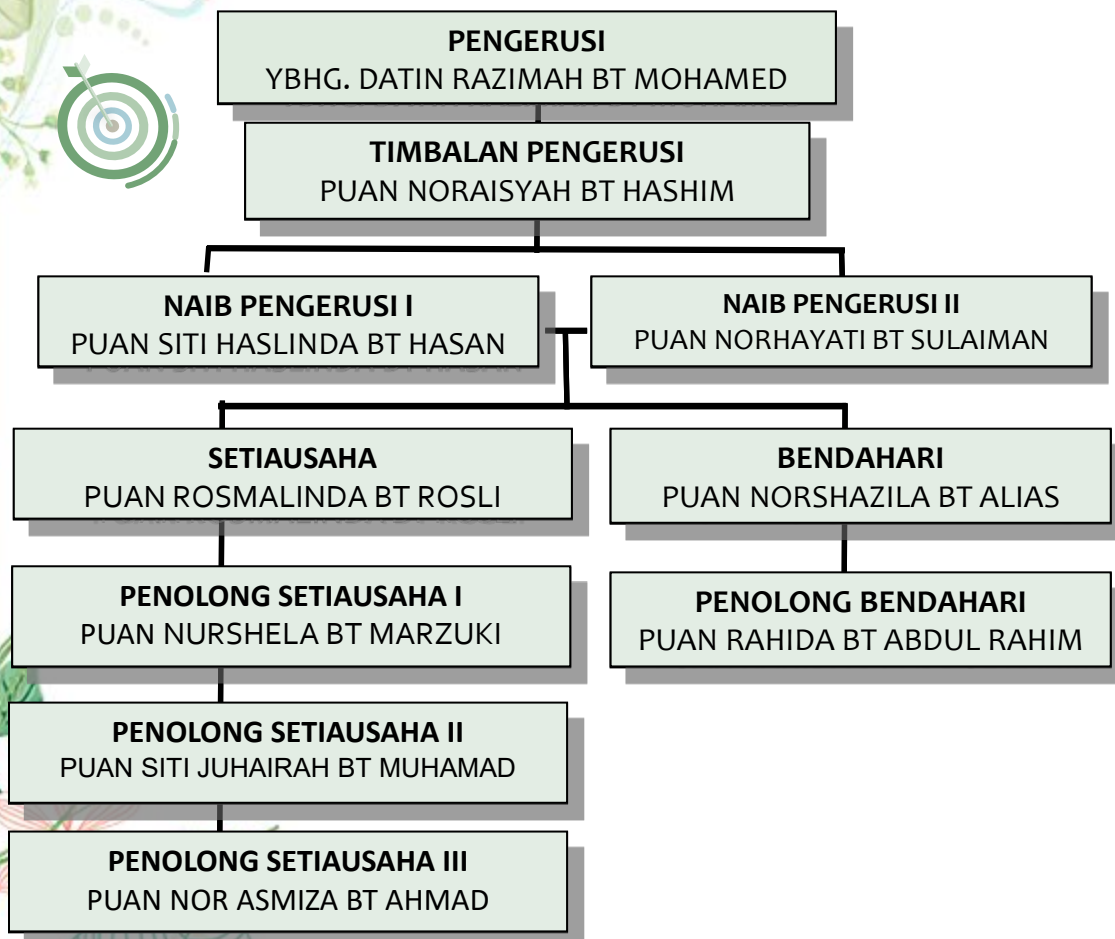 PENGERUSI
YBHG. DATIN RAZIMAH BT MOHAMED
TIMBALAN PENGERUSI
PUAN NORAISYAH BT HASHIM
NAIB PENGERUSI I
PUAN SITI HASLINDA BT HASAN
NAIB PENGERUSI II
PUAN NORHAYATI BT SULAIMAN
SETIAUSAHA
PUAN ROSMALINDA BT ROSLI
BENDAHARI
PUAN NORSHAZILA BT ALIAS
PENOLONG SETIAUSAHA I
PUAN NURSHELA BT MARZUKI
PENOLONG BENDAHARI
PUAN RAHIDA BT ABDUL RAHIM
PENOLONG SETIAUSAHA II
PUAN SITI JUHAIRAH BT MUHAMAD
PENOLONG SETIAUSAHA III
PUAN NOR ASMIZA BT AHMAD